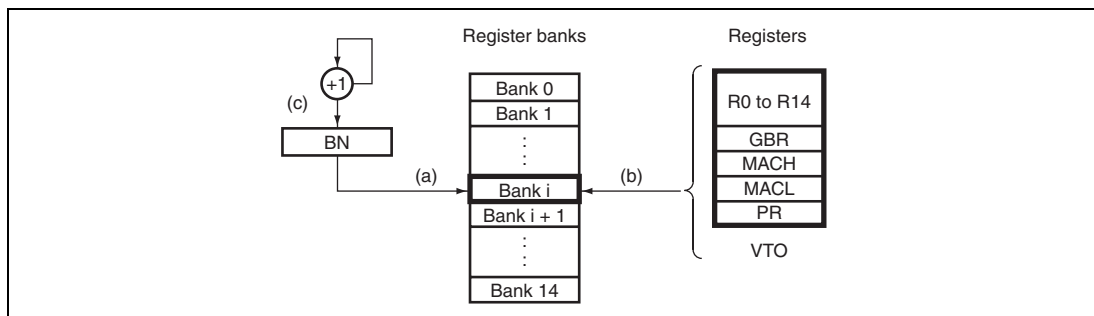 Register banks
Registers
+1
(c)
BN
(a)
Bank 0
Bank 1
Bank i
Bank i + 1
Bank 14
(b)
R0 to R14
GBR
MACH
MACL
PR
VTO